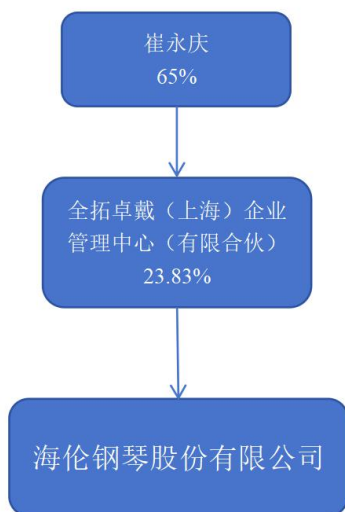 崔永庆
65%
全拓卓戴（上海）企业
管理中心（有限合伙）
23.83%
海伦钢琴股份有限公司